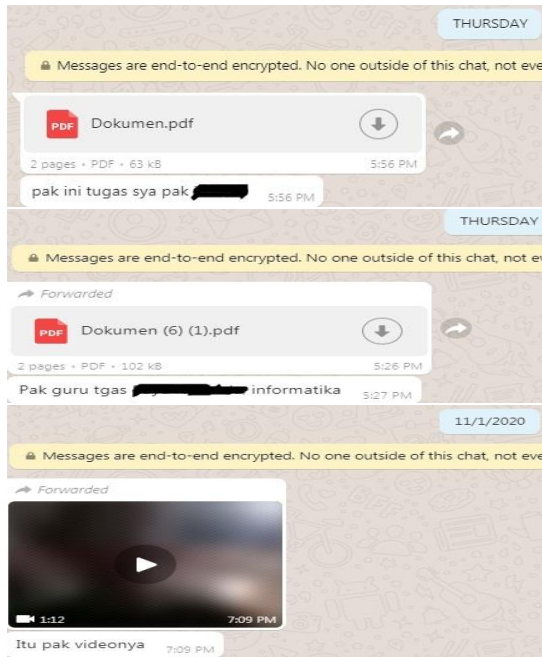 THURSDAY
Messages are end-to-end encrypted. No one outside of this chat, not eve
PDF Dokumen.pdf
2 pages • PDF • 63 kB 5:56 PM
pak ini tugas sya pak 5:56 PM
THURSDAY
Messages are end-to-end encrypted. No one outside of this chat, not e
Forwarded
PDF Dokumen (6) (1).pdf
2 pages • PDF • 102 kB 5:26 PM
Pak guru tgas informatika 5:27 PM
11/1/2020
Messages are end-to-end encrypted. No one outside of this chat, not eve
Forwarded
1:12 7:09 PM
Itu pak videonya 7:09 PM